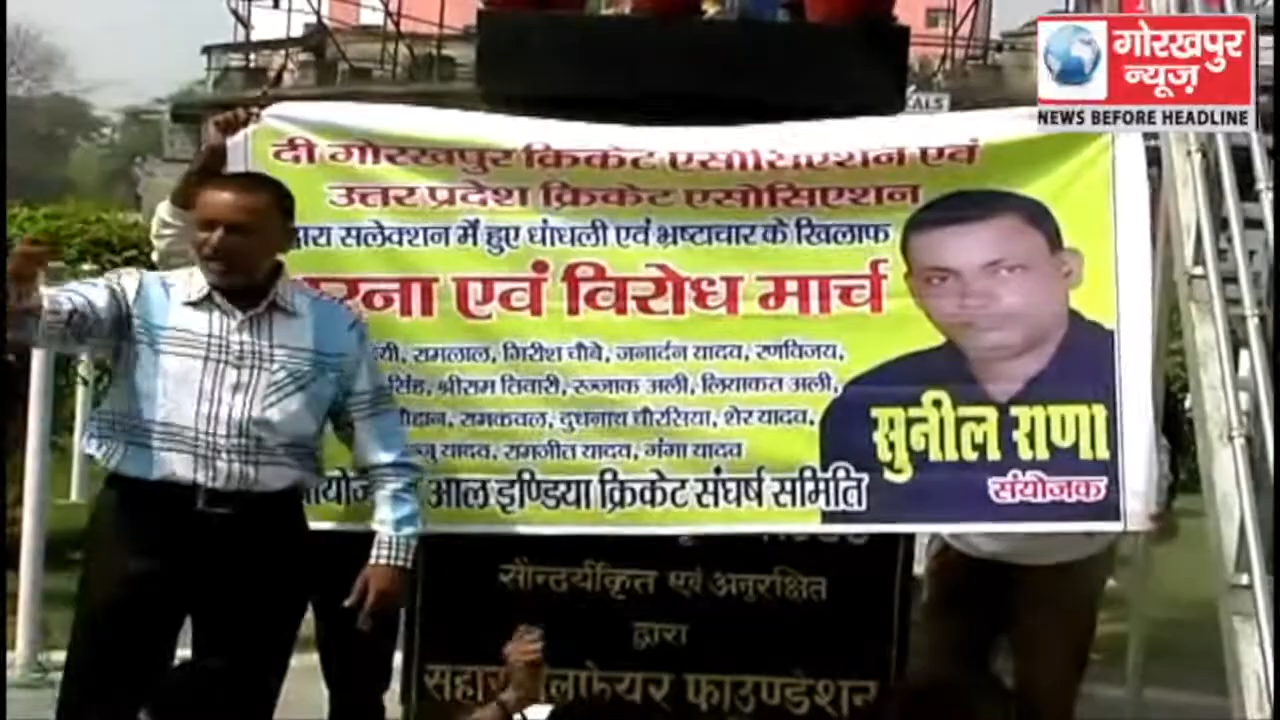 गोरखपुर
न्यूज़
NEWS BEFORE HEADLINE
दी गोरखपुर क्रिकेट एसोसिएशन एवं
उत्तर प्रदेश क्रिकेट एसोसिएशन
सलेक्शन में हुए धांधली एवं भ्रष्टाचार के खिलाफ
एवं विरोध मार्च
रामलाल, गिरीश चौबे, जनार्दन यादव, रणविजय,
सिंह, श्रीराम तिवारी, रज्जाक अली, लियाकत अली,
रामकवल, दुधनाथ चौरसिया, शेर यादव,
यादव, रामजीत यादव, गंगा यादव
आल इण्डिया क्रिकेट संघर्ष समिति
सुनील राणा
संयोजक
सौन्दर्यीकृत एवं अनुरक्षित
द्वारा
फाउण्डेशन